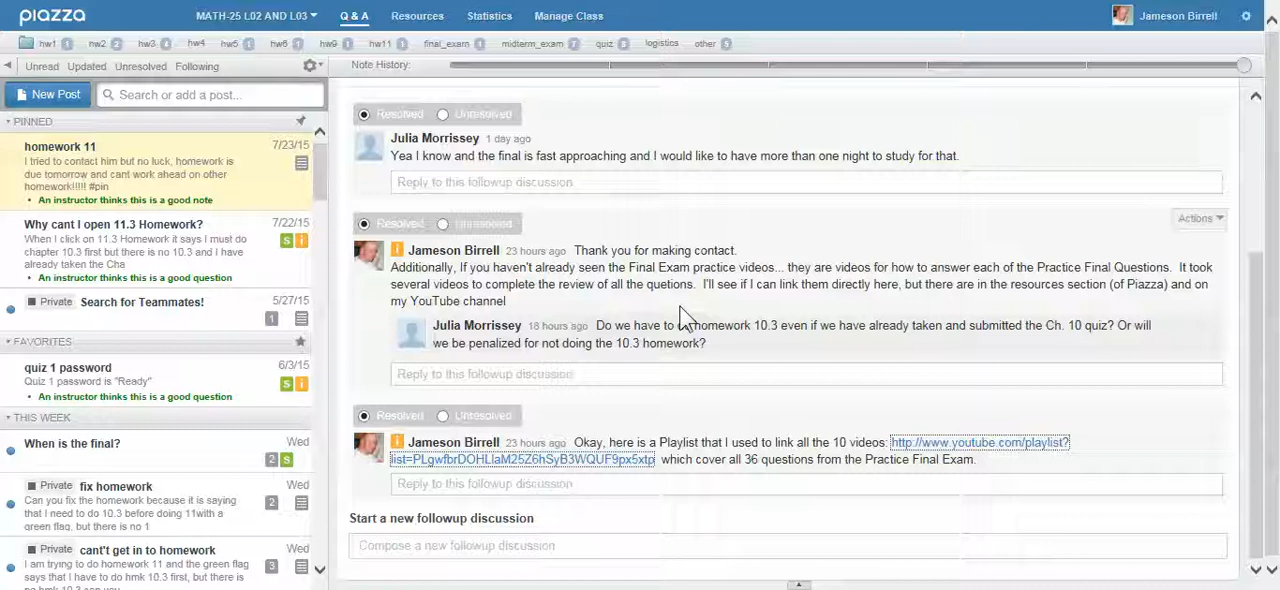 piazza
MATH-25 L02 AND L03
Q & A
Resources
Statistics
Manage Class
Jameson Birrell
hw1 1
hw2 2
hw3
hw4
hw5 1
hw6
hw9 1
hw11 1
final_exam 1
midterm_exam 7
quiz
logistics
other
Unread Updated Unresolved Following
Note History:
New Post
Search or add a post...
PINNED
homework 11 7/23/15
I tried to contact him but no luck, homework is
due tomorrow and cant work ahead on other
homework!!!!! #pin
• An instructor thinks this is a good note
Why cant I open 11.3 Homework? 7/22/15
When I click on 11.3 Homework it says I must do
chapter 10.3 first but there is no 10.3 and I have
already taken the Cha
S i
• An instructor thinks this is a good question
Private Search for Teammates! 5/27/15
1
FAVORITES
quiz 1 password 6/3/15
Quiz 1 password is "Ready"
S i
• An instructor thinks this is a good question
THIS WEEK
When is the final? Wed
2 S
Private fix homework Wed
Can you fix the homework because it is saying
that I need to do 10.3 before doing 11with a
green flag, but there is no 1
2
Private can't get in to homework Wed
I am trying to do homework 11 and the green flag
says that I have to do hmk 10.3 first, but there is
no hmk 10.3 can you
3
Resolved Unresolved
Julia Morrissey 1 day ago
Yea I know and the final is fast approaching and I would like to have more than one night to study for that.
Reply to this followup discussion
Resolved Unresolved
Actions
i Jameson Birrell 23 hours ago Thank you for making contact.
Additionally, If you haven't already seen the Final Exam practice videos... they are videos for how to answer each of the Practice Final Questions. It took
several videos to complete the review of all the quetions. I'll see if I can link them directly here, but there are in the resources section (of Piazza) and on
my YouTube channel
Julia Morrissey 18 hours ago Do we have to homework 10.3 even if we have already taken and submitted the Ch. 10 quiz? Or will
we be penalized for not doing the 10.3 homework?
Reply to this followup discussion
Resolved Unresolved
i Jameson Birrell 23 hours ago Okay, here is a Playlist that I used to link all the 10 videos: http://www.youtube.com/playlist?
list=PLgwfbrDOHLlaM25Z6hSyB3WQUF9px5xtp which cover all 36 questions from the Practice Final Exam.
Reply to this followup discussion
Start a new followup discussion
Compose a new followup discussion